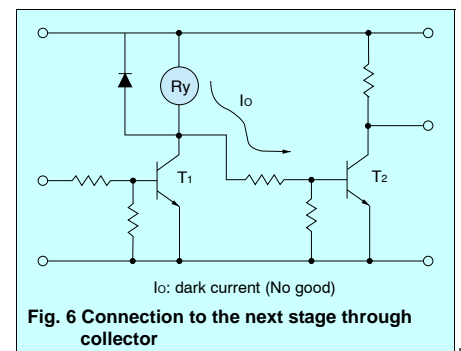 Ry
Io
T1
T2
Io: dark current (No good)
Fig. 6 Connection to the next stage through
collector